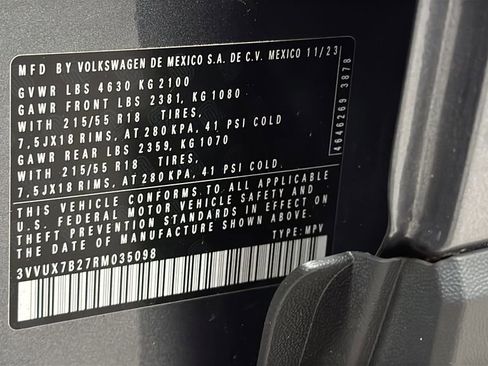 MFD BY VOLKSWAGEN DE MEXICO S.A. DE C.V. MEXICO 11/23
GVWR LBS 4630 KG 2100
GAWR FRONT LBS 2381, KG 1080
WITH 215/55 R18 TIRES,
7,5JX18 RIMS, AT 280 KPA, 41 PSI COLD
GAWR REAR LBS 2359, KG 1070
WITH 215/55 R18 TIRES,
7,5JX18 RIMS, AT 280 KPA, 41 PSI COLD.
THIS VEHICLE CONFORMS TO ALL APPLICABLE
U.S. FEDERAL MOTOR VEHICLE SAFETY AND
THEFT PREVENTION STANDARDS IN EFFECT ON
THE DATE OF MANUFACTURE SHOWN ABOVE.
3VVUX7B27RM035098 TYPE: MPV
4646269 3878